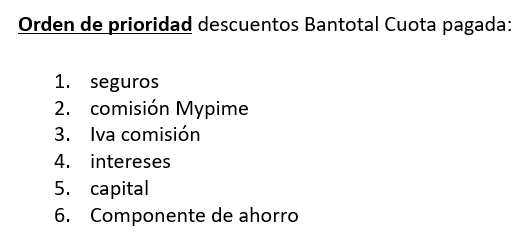 Orden de prioridad descuentos Bantotal Cuota pagada:
1. seguros
2. comisión Mypime
3. Iva comisión
4. intereses
5. capital
6. Componente de ahorro